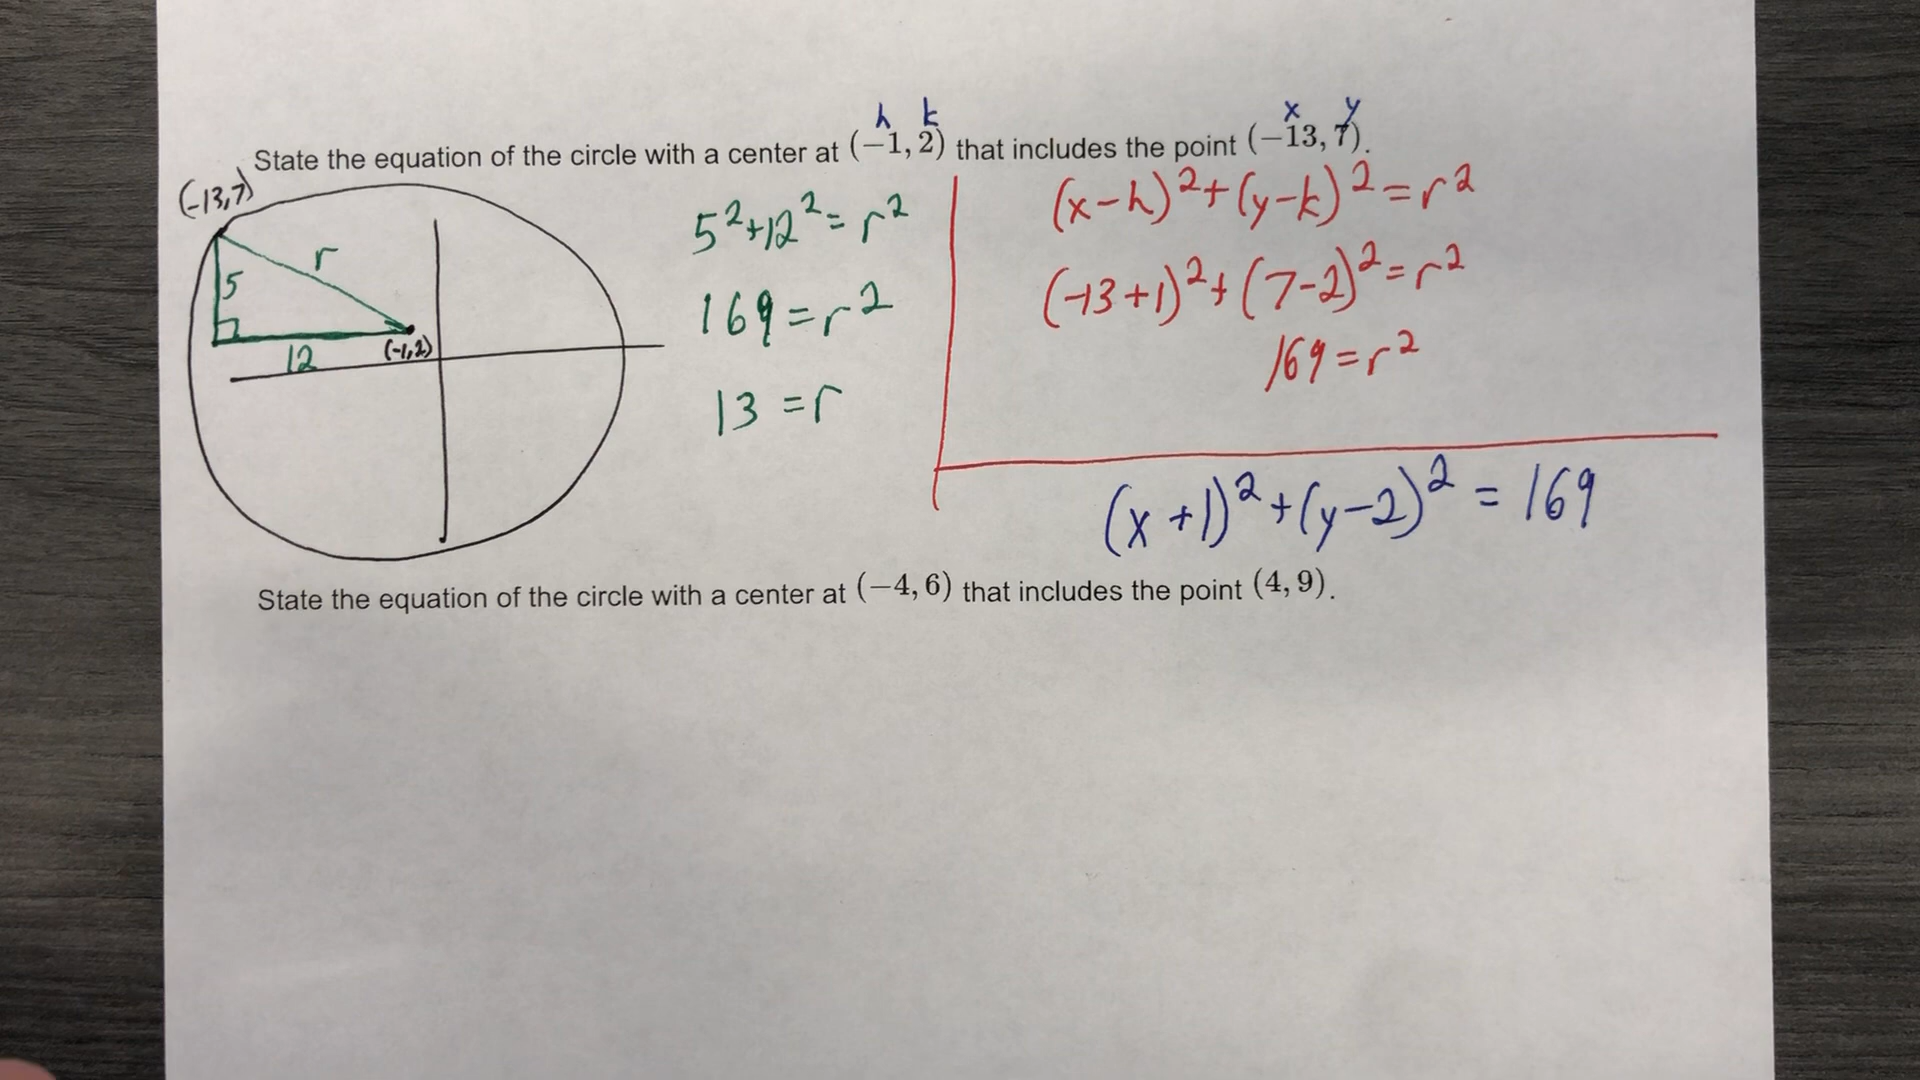 h k x y
State the equation of the circle with a center at (−1, 2) that includes the point (−13, 7).
(-13,7)
r
5
12
(-1,2)
5²+12²=r²
169=r²
13=r
(x-h)²+(y-k)²=r²
(-13+1)²+(7-2)²=r²
169=r²
(x+1)²+(y-2)²=169
State the equation of the circle with a center at (−4, 6) that includes the point (4, 9).